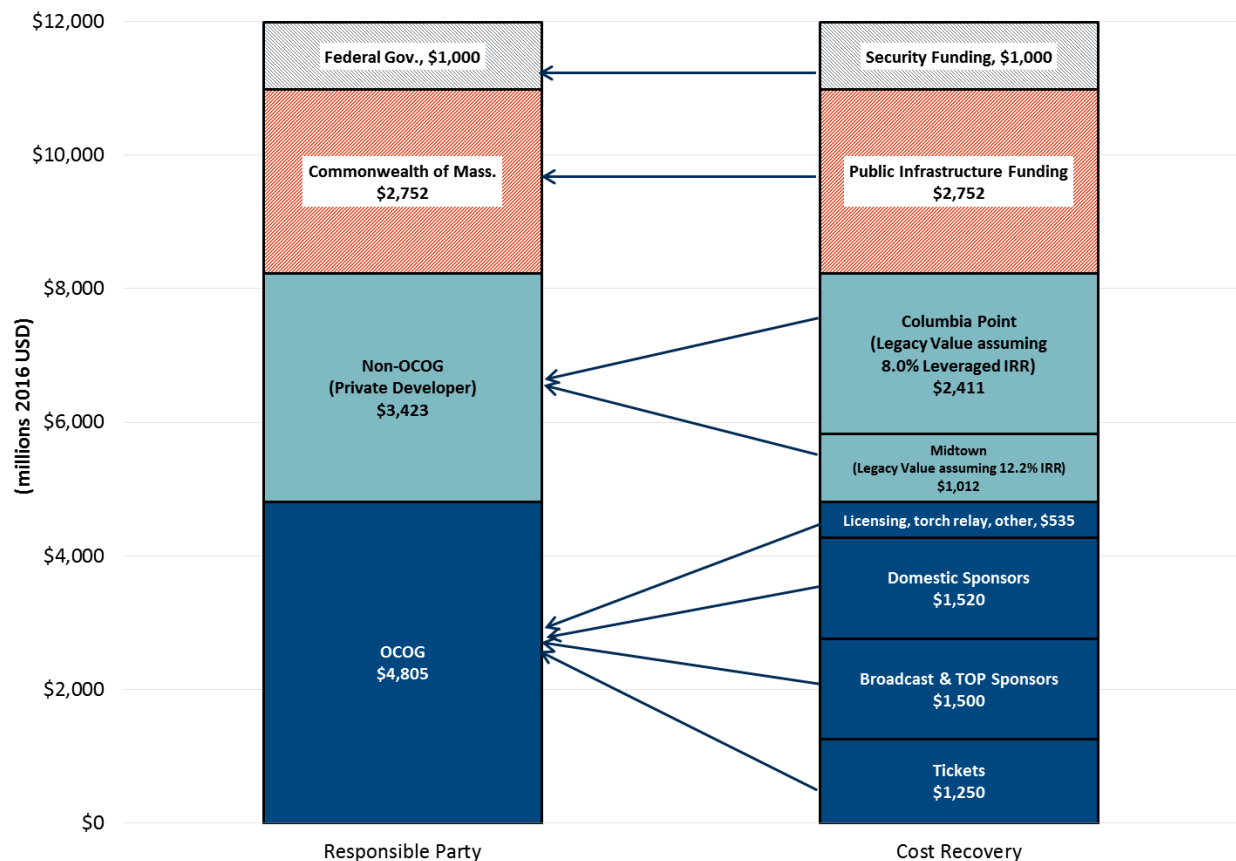 (millions 2016 USD)
$12,000
$10,000
$8,000
$6,000
$4,000
$2,000
$0
Federal Gov., $1,000
Commonwealth of Mass.
$2,752
Non-OCOG
(Private Developer)
$3,423
OCOG
$4,805
Responsible Party
Security Funding, $1,000
Public Infrastructure Funding
$2,752
Columbia Point
(Legacy Value assuming
8.0% Leveraged IRR)
$2,411
Midtown
(Legacy Value assuming 12.2% IRR)
$1,012
Licensing, torch relay, other, $535
Domestic Sponsors
$1,520
Broadcast & TOP Sponsors
$1,500
Tickets
$1,250
Cost Recovery